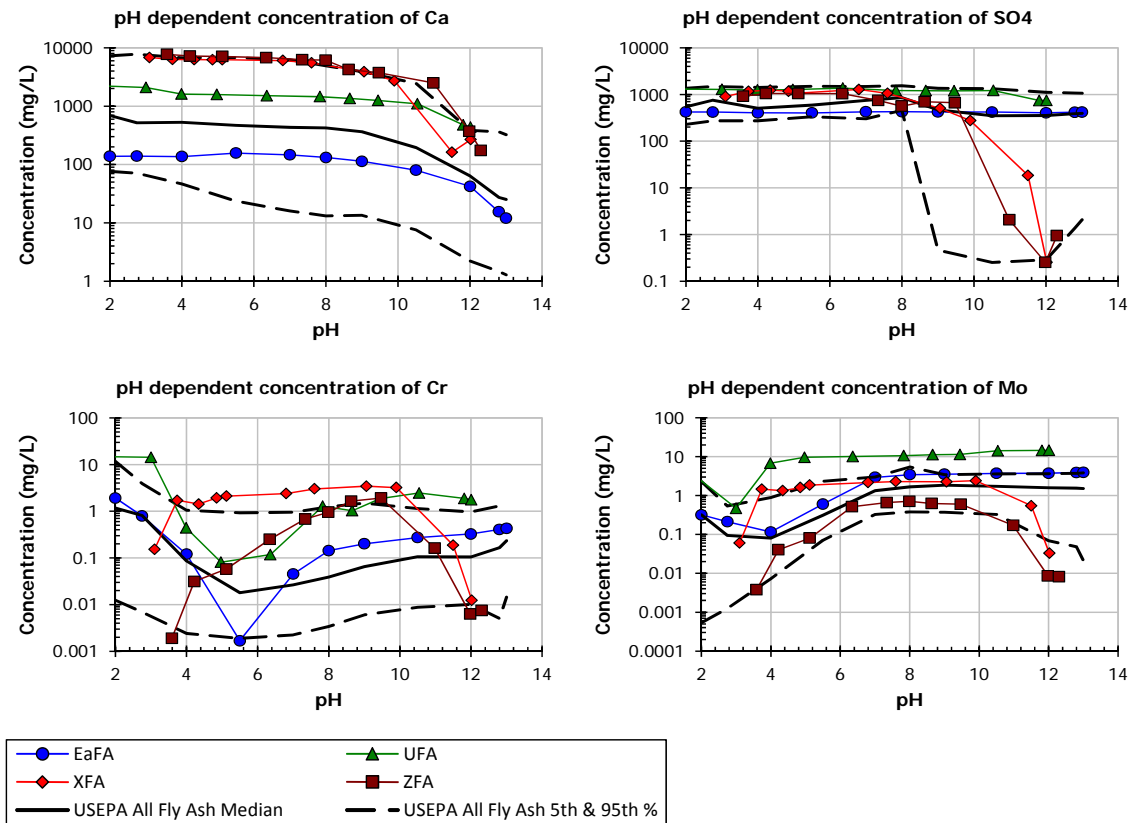 pH dependent concentration of Ca
Concentration (mg/L)
10000
1000
100
10
1
2 4 6 8 10 12 14
pH
pH dependent concentration of SO4
Concentration (mg/L)
100000
10000
1000
100
10
1
0.1
2 4 6 8 10 12 14
pH
pH dependent concentration of Cr
Concentration (mg/L)
100
10
1
0.1
0.01
0.001
2 4 6 8 10 12 14
pH
pH dependent concentration of Mo
Concentration (mg/L)
100
10
1
0.1
0.01
0.001
0.0001
2 4 6 8 10 12 14
pH
EaFA UFA
XFA ZFA
USEPA All Fly Ash Median USEPA All Fly Ash 5th & 95th %